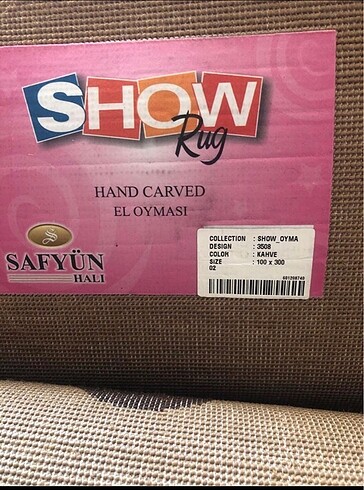 SHOW
Rug
HAND CARVED
EL OYMASI
SAFYÜN
HALI
COLLECTION : SHOW_OYMA
DESIGN : 3508
COLOR : KAHVE
SIZE : 100 x 300
02